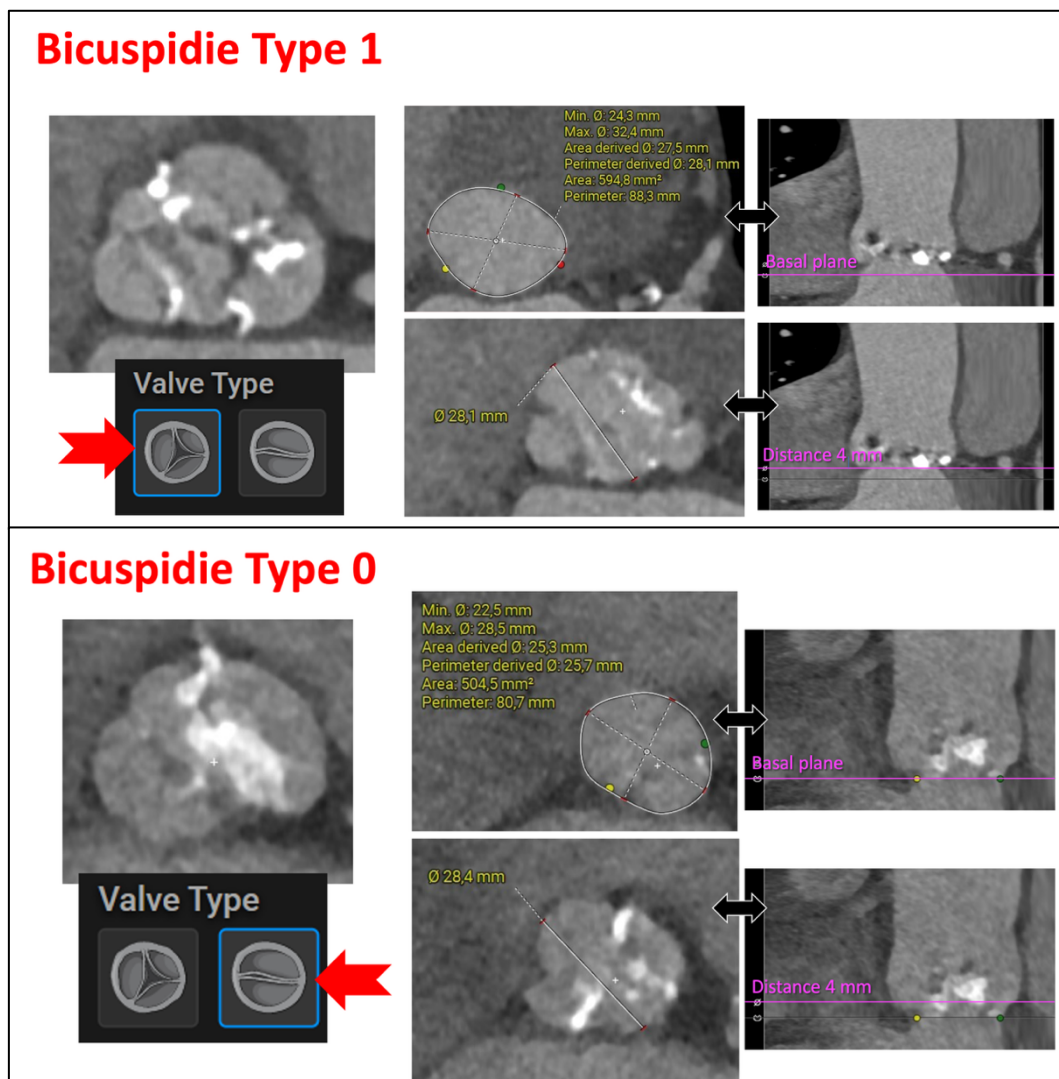 Bicuspidie Type 1
Min. Ø: 24,3 mm
Max. Ø: 32,4 mm
Area derived Ø: 27,5 mm
Perimeter derived Ø: 28,1 mm
Area: 594,8 mm²
Perimeter: 88,3 mm
Basal plane
Valve Type
Ø 28,1 mm
Distance 4 mm
Bicuspidie Type 0
Min. Ø: 22,5 mm
Max. Ø: 28,5 mm
Area derived Ø: 25,3 mm
Perimeter derived Ø: 25,7 mm
Area: 504,5 mm²
Perimeter: 80,7 mm
Basal plane
Valve Type
Ø 28,4 mm
Distance 4 mm